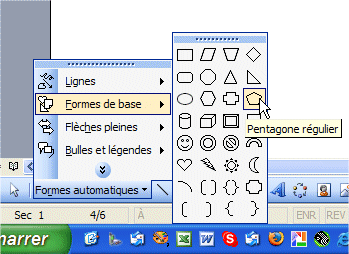 Lignes
Formes de base
Flèches pleines
Bulles et légendes
Pentagone régulier
Formes automatiques
Sec 1 4/6 À ENR REV
marrer